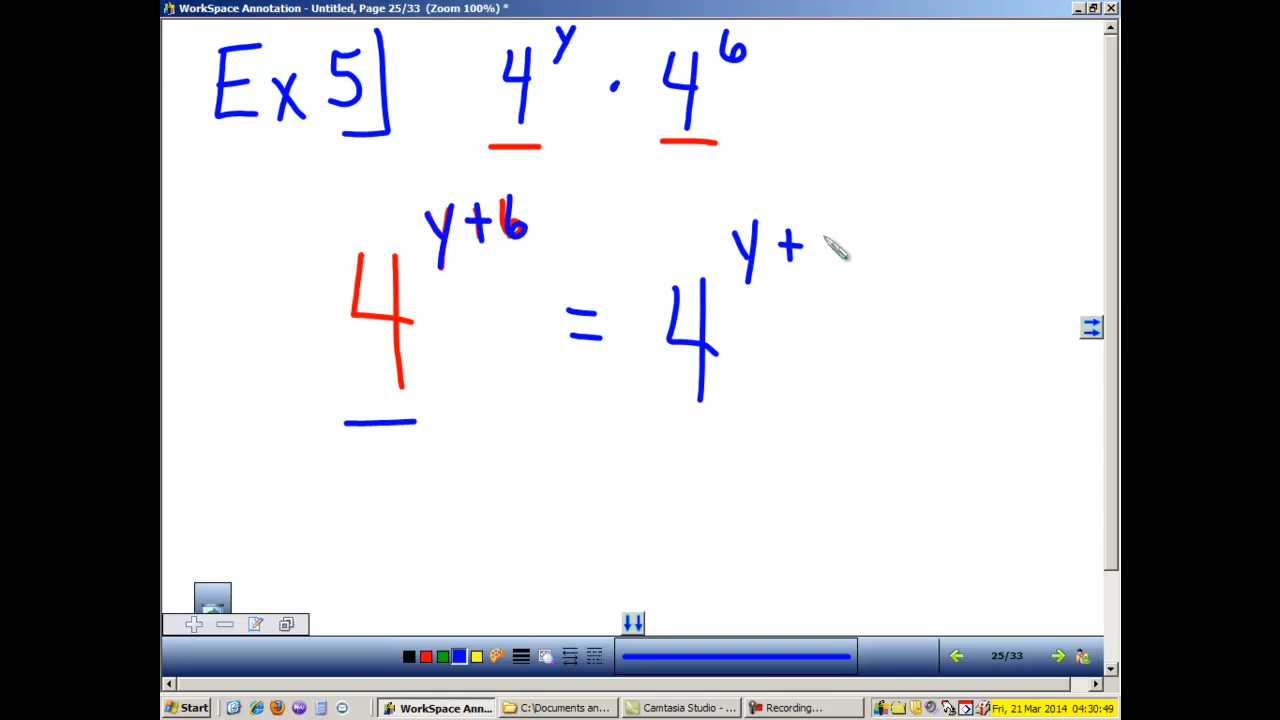 WorkSpace Annotation - Untitled, Page 25/33 (Zoom 100%) *
Ex 5] 4^y · 4^6
4^y+6 = 4^y+
25/33
Start WorkSpace Ann... C:\Documents an... Camtasia Studio - ... Recording... Fri, 21 Mar 2014 04:30:49